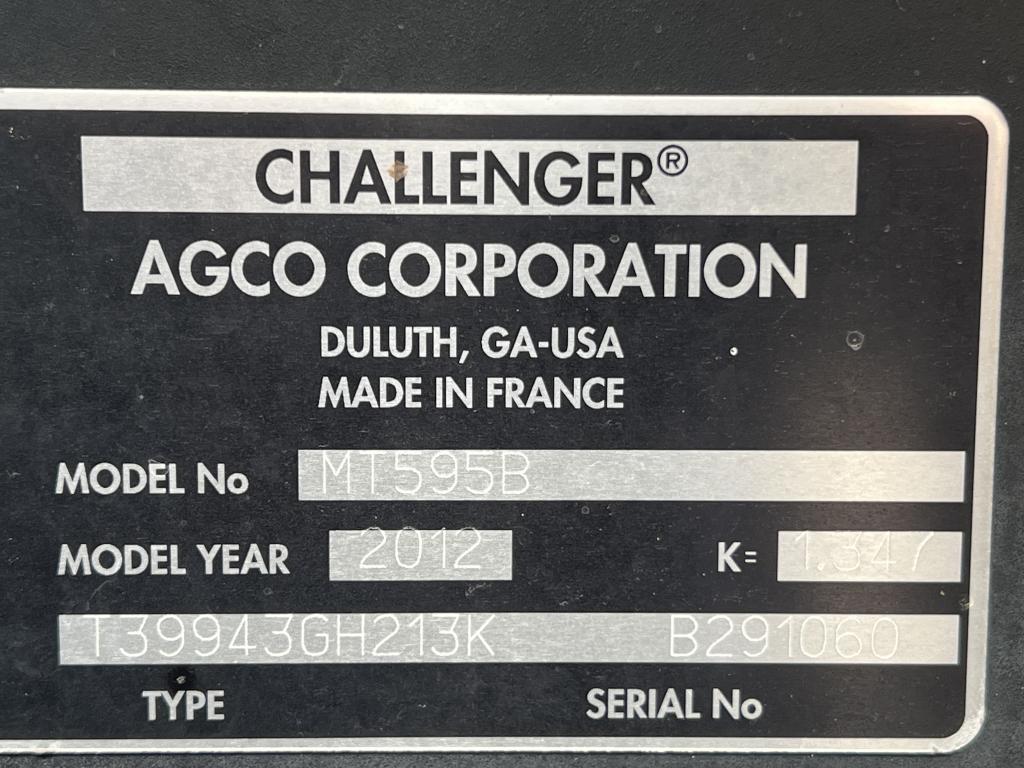 CHALLENGER®
AGCO CORPORATION
DULUTH, GA-USA
MADE IN FRANCE
MODEL No MT595B
MODEL YEAR 2012 K= 1.347
T39943GH213K B291060
TYPE SERIAL No